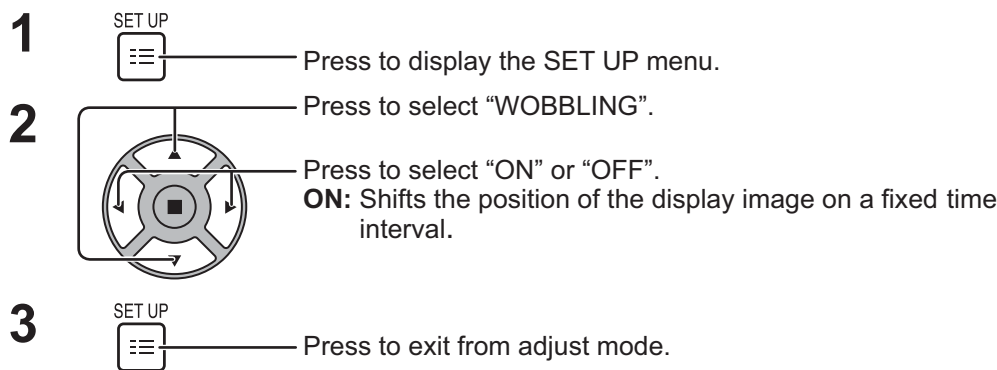 1
SET UP
Press to display the SET UP menu.
2
Press to select “WOBBLING”.
Press to select “ON” or “OFF”.
ON: Shifts the position of the display image on a fixed time
interval.
3
SET UP
Press to exit from adjust mode.